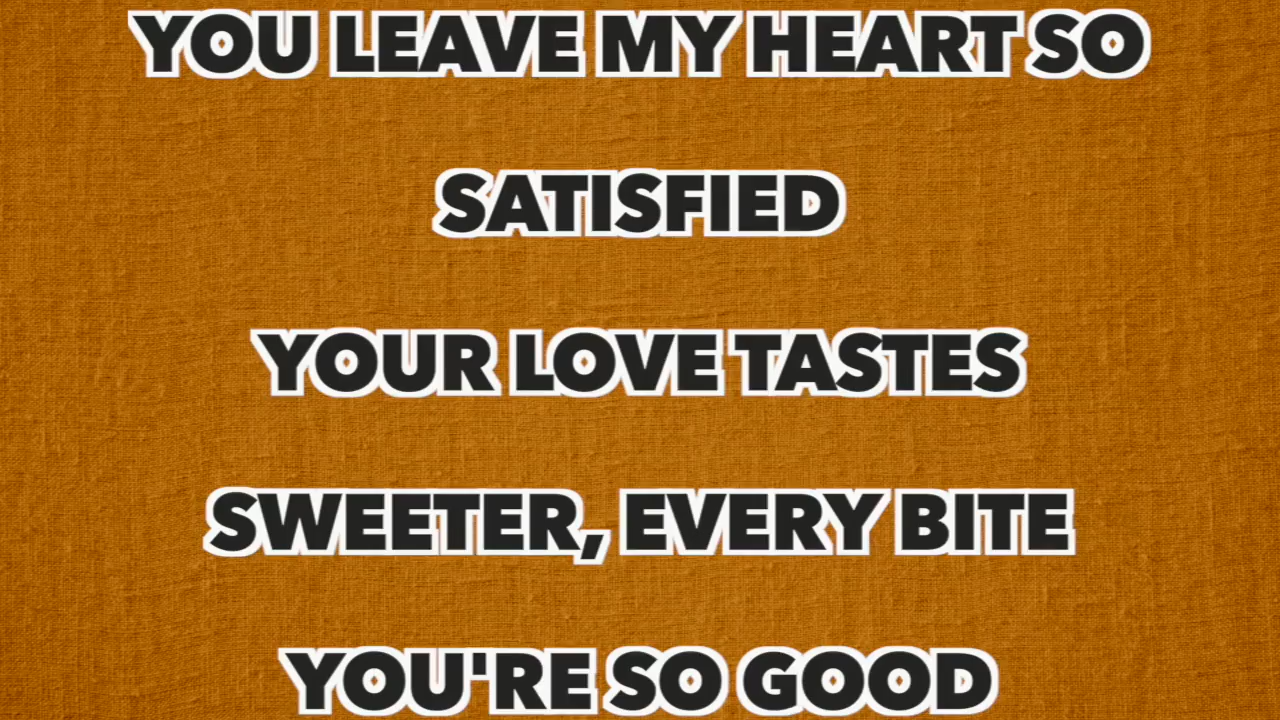 YOU LEAVE MY HEART SO
SATISFIED
YOUR LOVE TASTES
SWEETER, EVERY BITE
YOU'RE SO GOOD